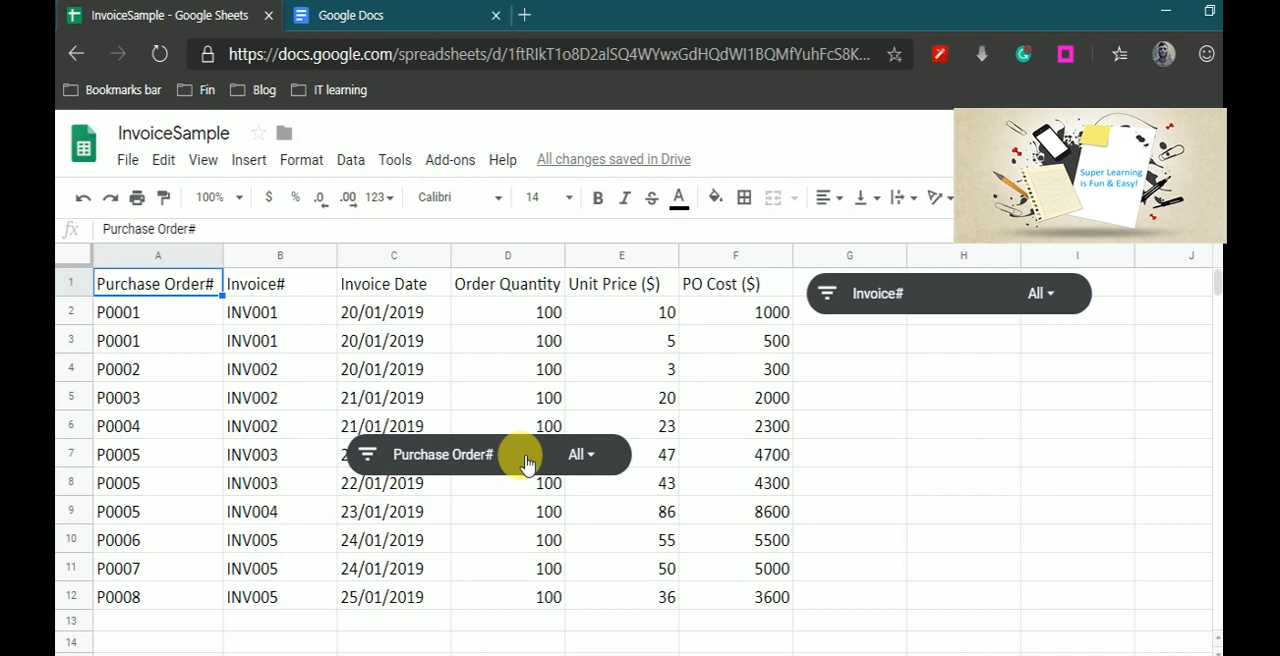 InvoiceSample - Google Sheets × Google Docs × +
https://docs.google.com/spreadsheets/d/1ftRIkT1o8D2alSQ4WYwxGdHQdWI1BQMfYuhFcS8K...
Bookmarks bar Fin Blog IT learning
InvoiceSample
File Edit View Insert Format Data Tools Add-ons Help All changes saved in Drive
100% $ % .0 .00 123 Calibri 14 B I S A
Super Learning
is Fun & Easy!
fx Purchase Order#
A B C D E F G H I J
1 Purchase Order# Invoice# Invoice Date Order Quantity Unit Price ($) PO Cost ($)
Invoice# All
2 P0001 INV001 20/01/2019 100 10 1000
3 P0001 INV001 20/01/2019 100 5 500
4 P0002 INV002 20/01/2019 100 3 300
5 P0003 INV002 21/01/2019 100 20 2000
6 P0004 INV002 21/01/2019 100 23 2300
7 P0005 INV003 2 Purchase Order# All 47 4700
8 P0005 INV003 22/01/2019 100 43 4300
9 P0005 INV004 23/01/2019 100 86 8600
10 P0006 INV005 24/01/2019 100 55 5500
11 P0007 INV005 24/01/2019 100 50 5000
12 P0008 INV005 25/01/2019 100 36 3600
13
14